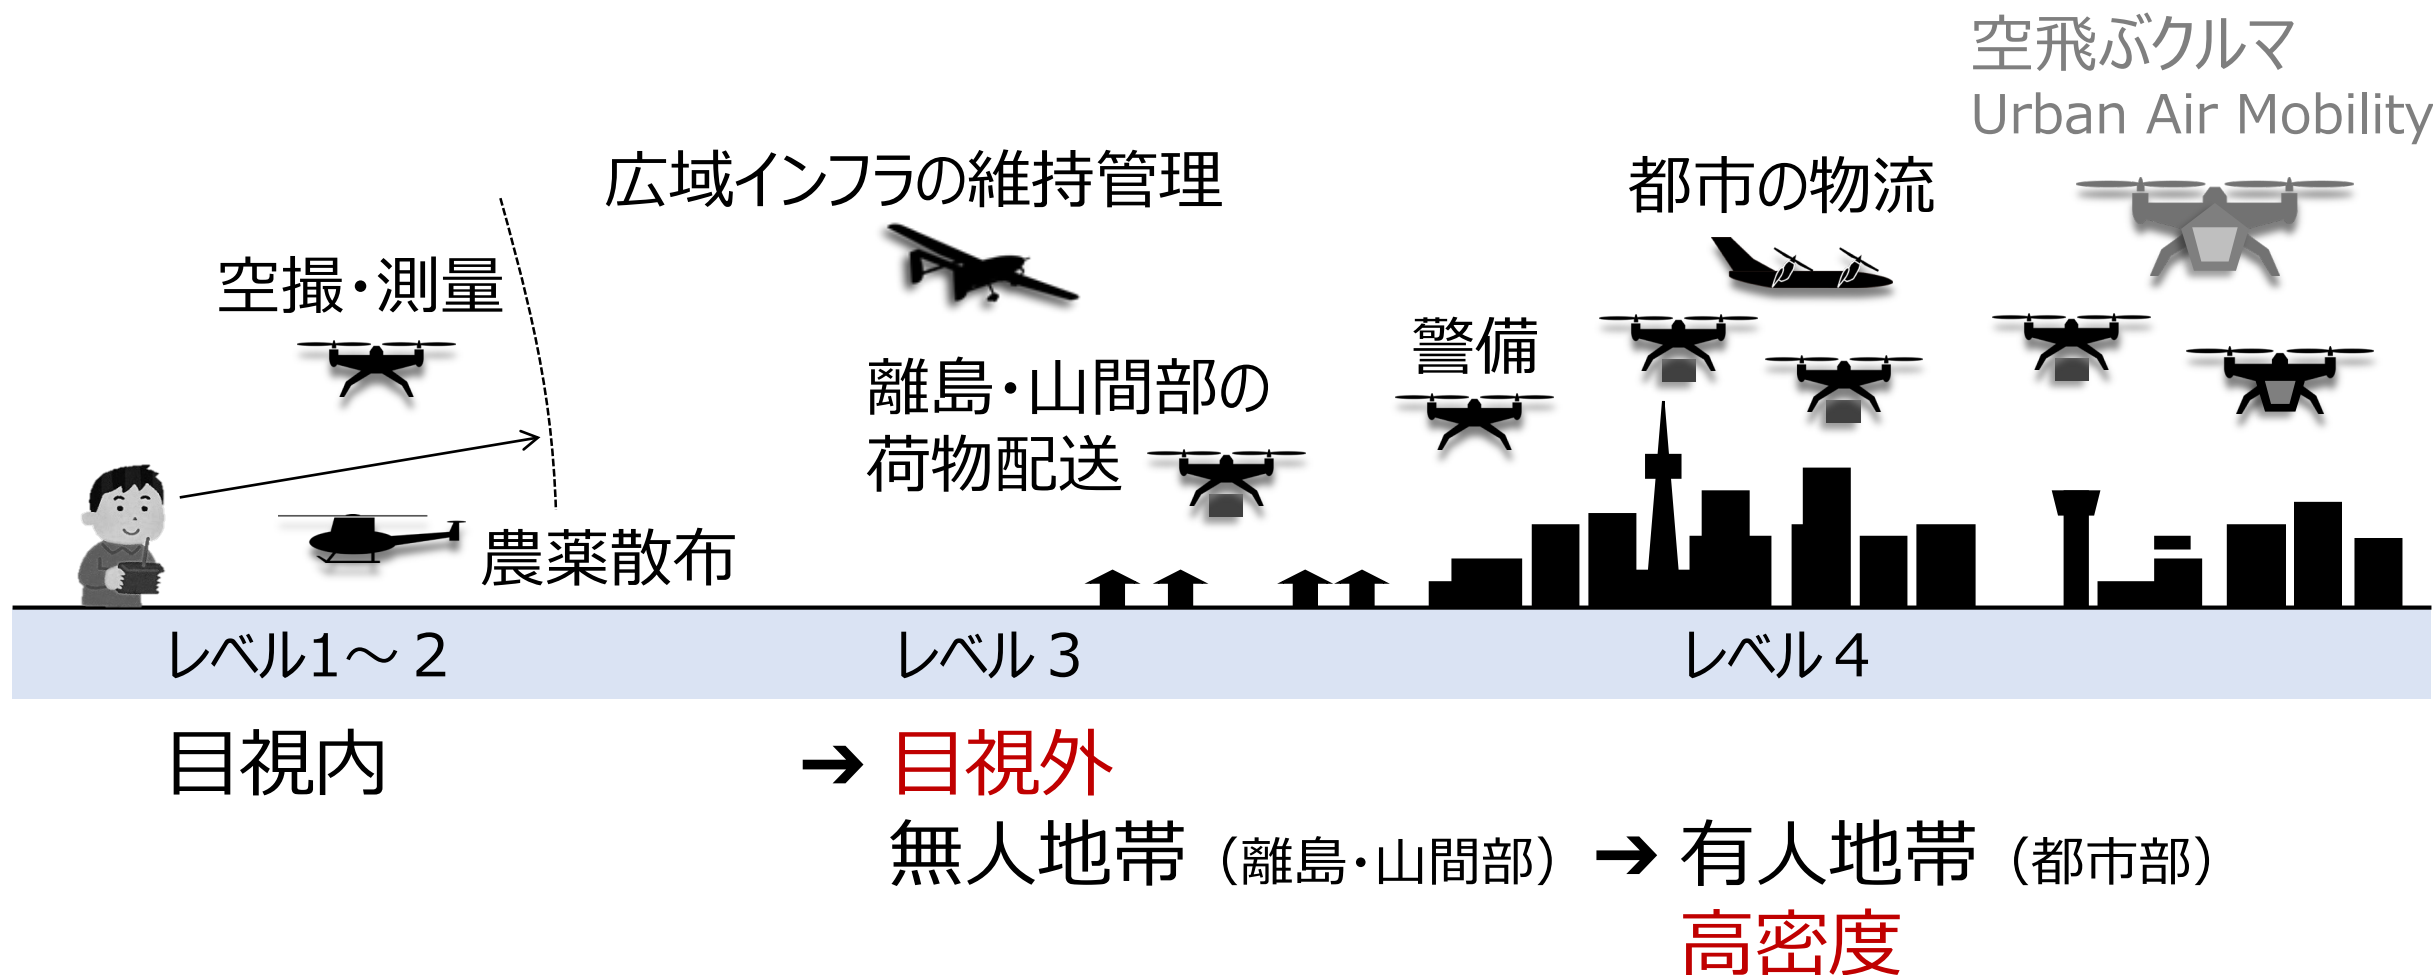 空飛ぶクルマ
Urban Air Mobility
広域インフラの維持管理
都市の物流
空撮・測量
警備
離島・山間部の
荷物配送
農薬散布
レベル1～２
レベル３
レベル４
目視内
➔ 目視外
無人地帯（離島・山間部）
➔ 有人地帯（都市部）
高密度